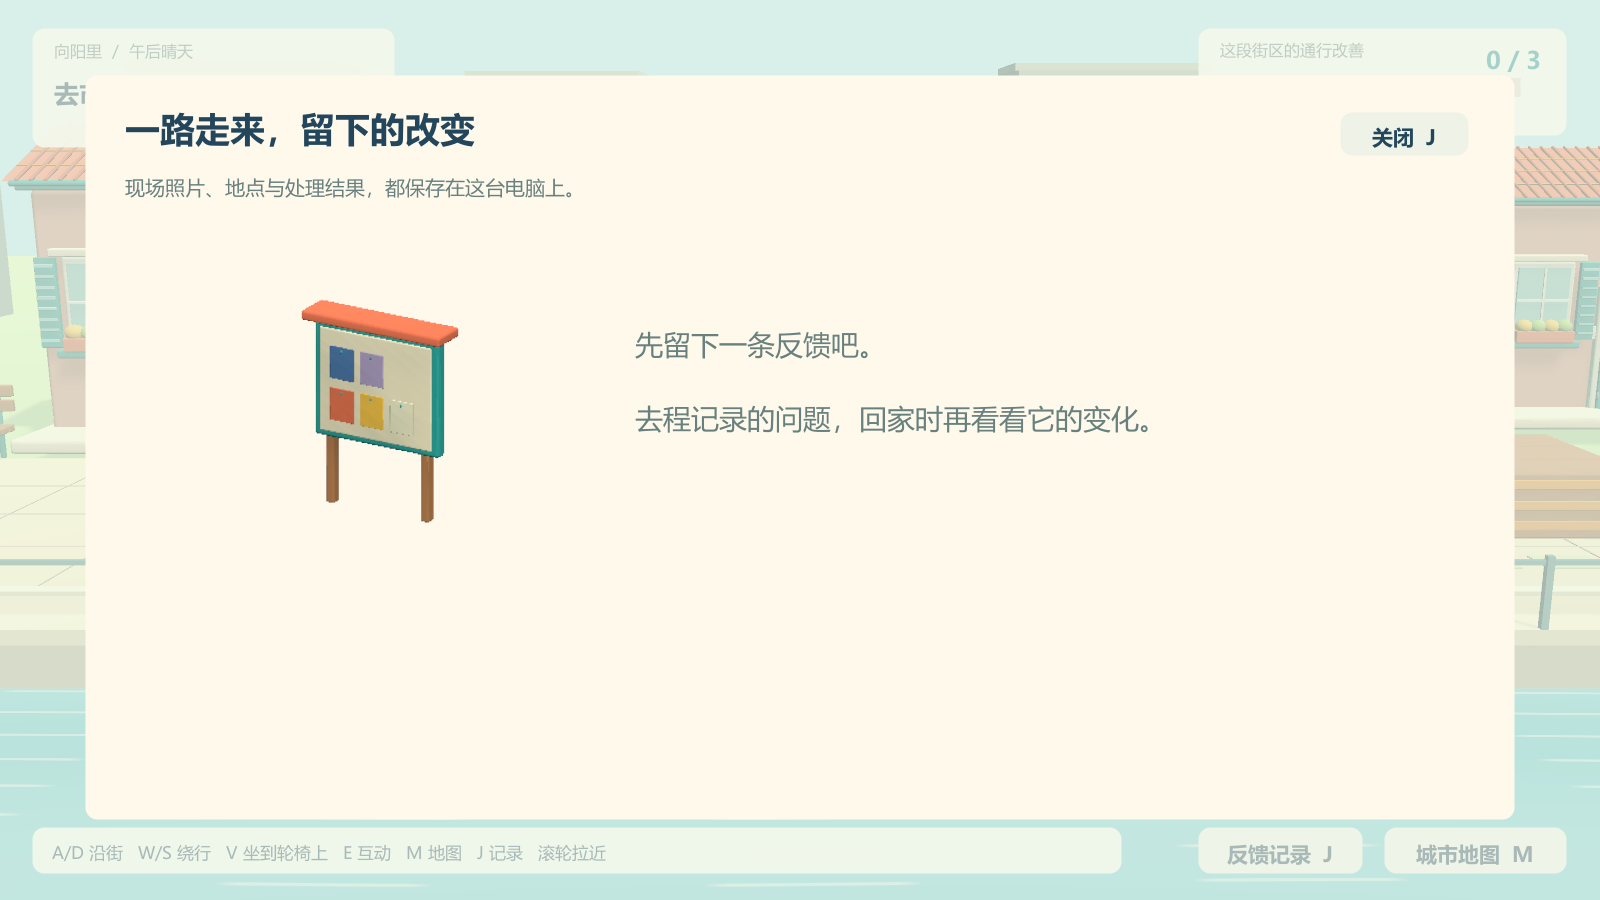 向阳里 / 午后晴天
这段街区的通行改善
0 / 3
去
一路走来，留下的改变
关闭 J
现场照片、地点与处理结果，都保存在这台电脑上。
先留下一条反馈吧。
去程记录的问题，回家时再看看它的变化。
A/D 沿街 W/S 绕行 V 坐到轮椅上 E 互动 M 地图 J 记录 滚轮拉近
反馈记录 J
城市地图 M